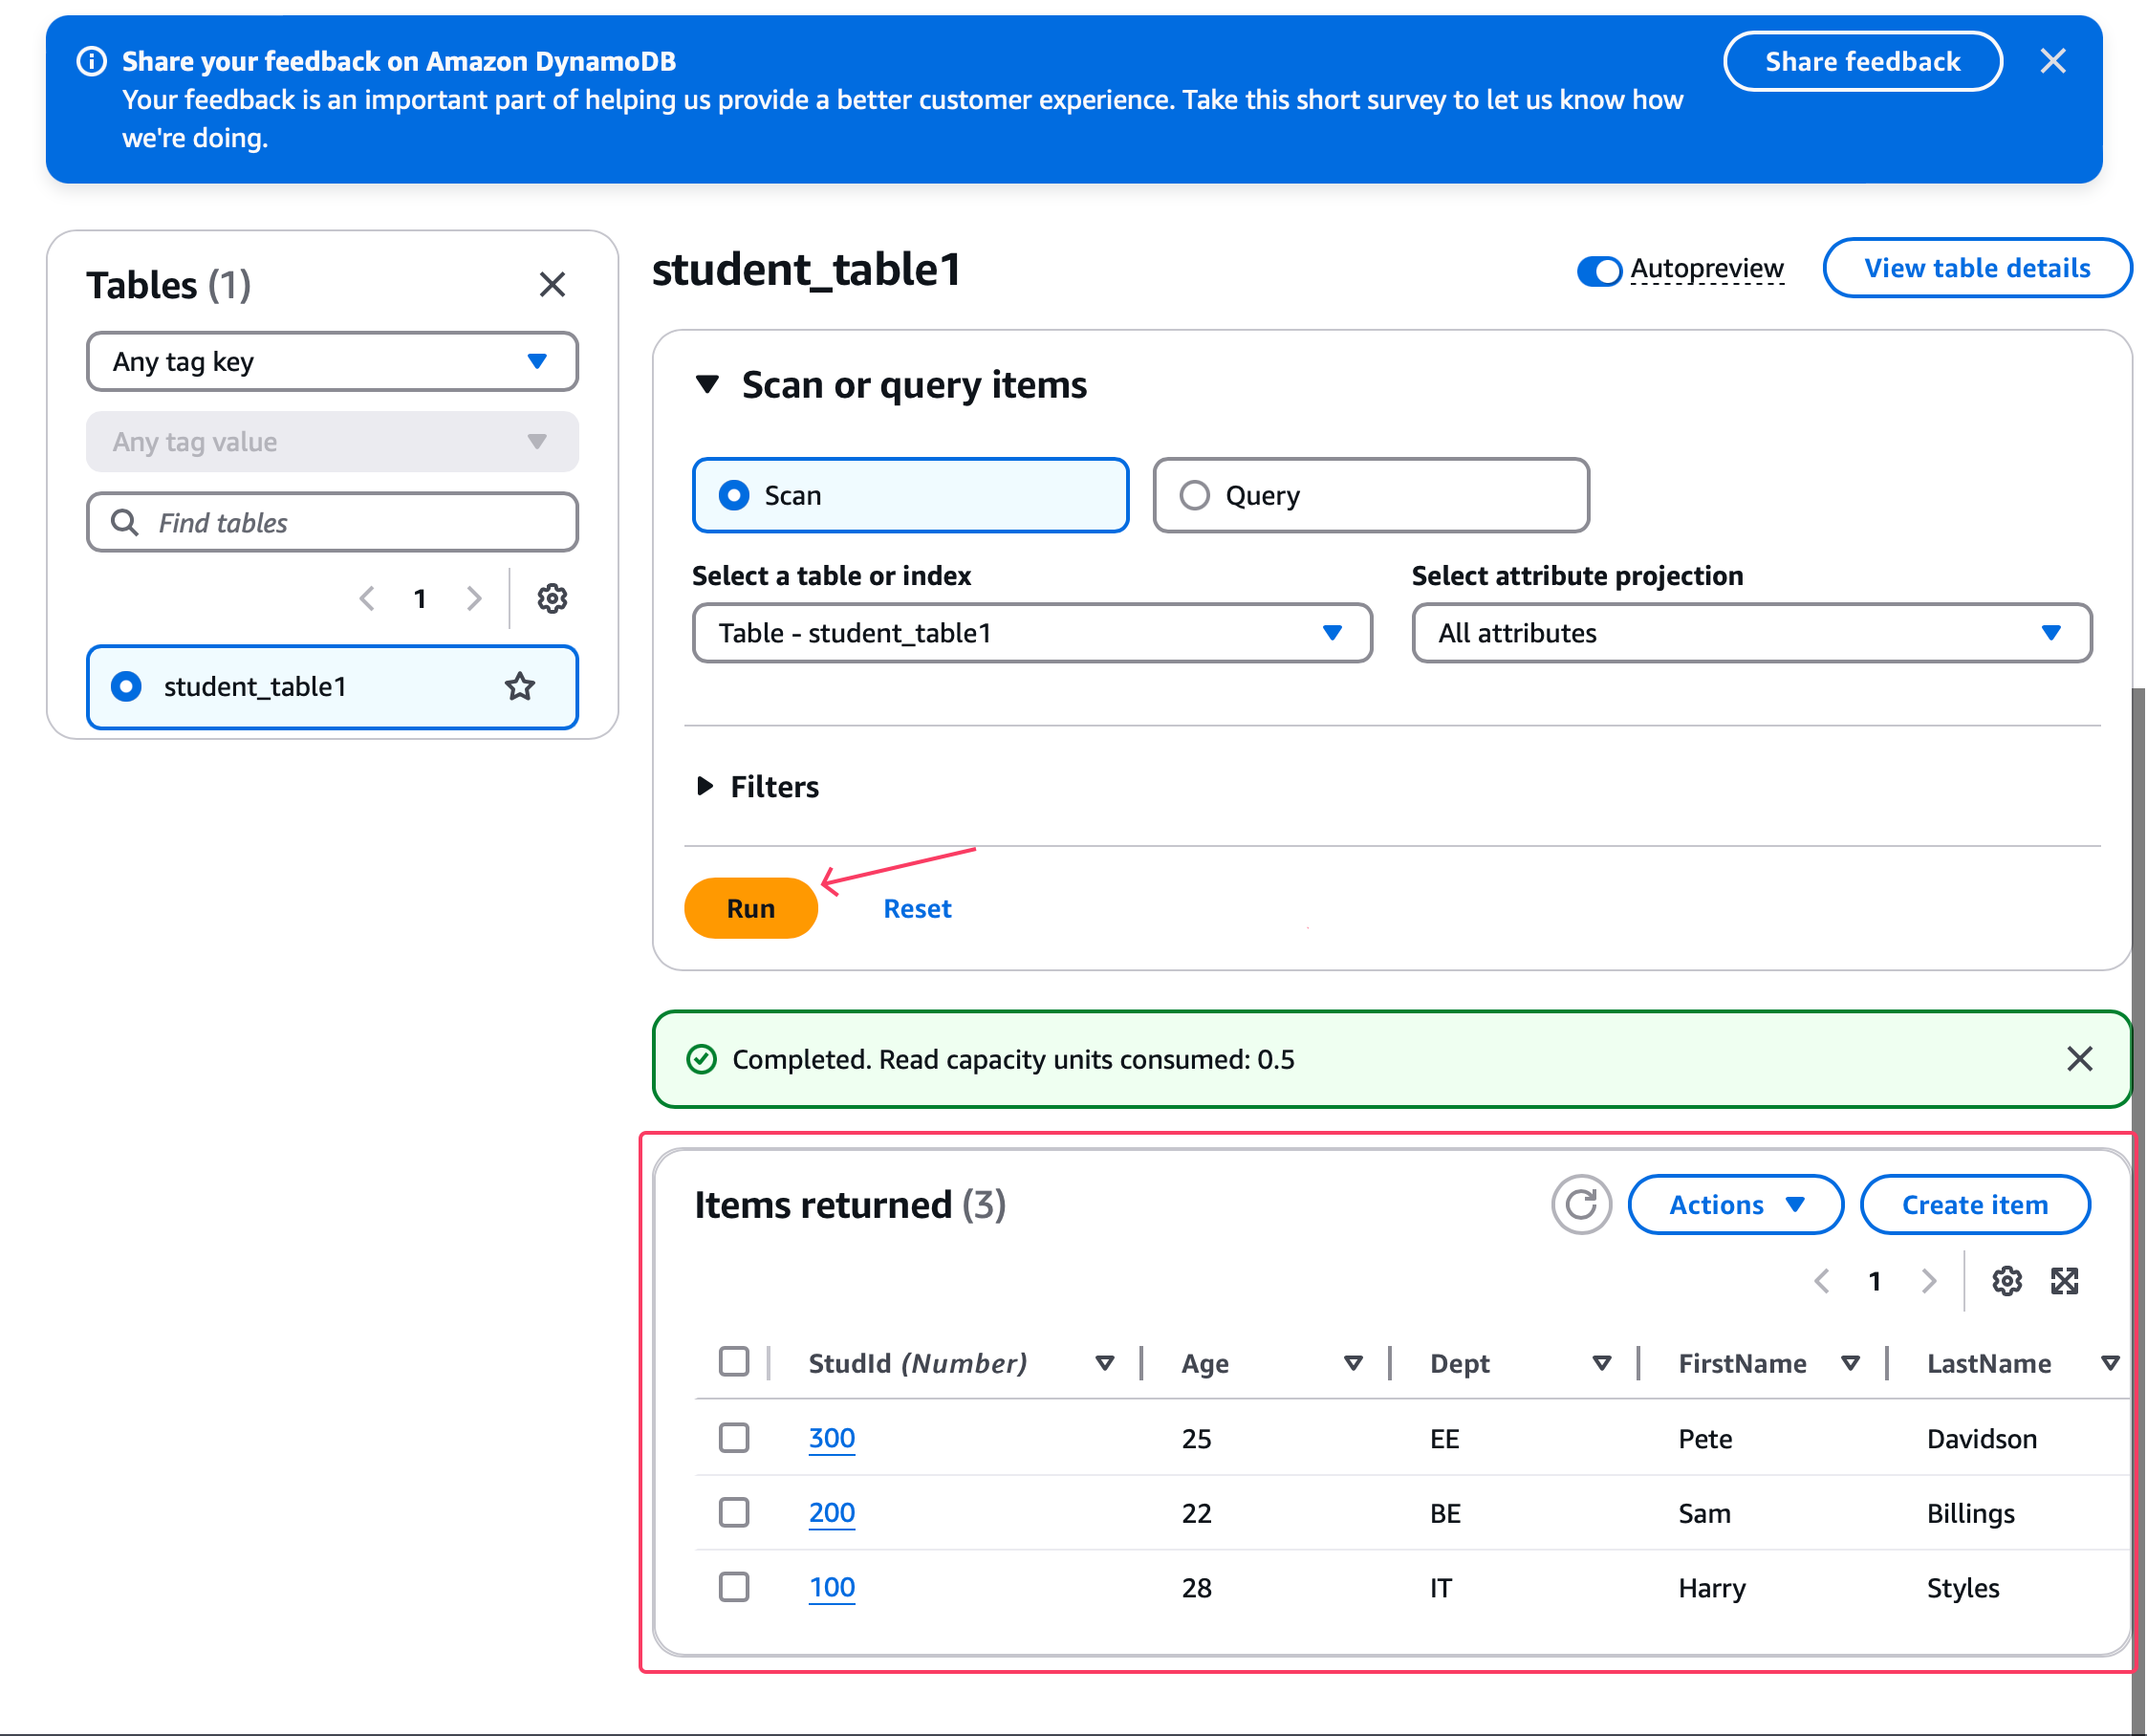 Share your feedback on Amazon DynamoDB
Share feedback
Your feedback is an important part of helping us provide a better customer experience. Take this short survey to let us know how
we're doing.
Tables (1)
Any tag key
Any tag value
Find tables
1
student_table1
student_table1
Autopreview
View table details
Scan or query items
Scan
Query
Select a table or index
Select attribute projection
Table - student_table1
All attributes
Filters
Run
Reset
Completed. Read capacity units consumed: 0.5
Items returned (3)
Actions
Create item
1
StudId (Number) Age Dept FirstName LastName
300 25 EE Pete Davidson
200 22 BE Sam Billings
100 28 IT Harry Styles